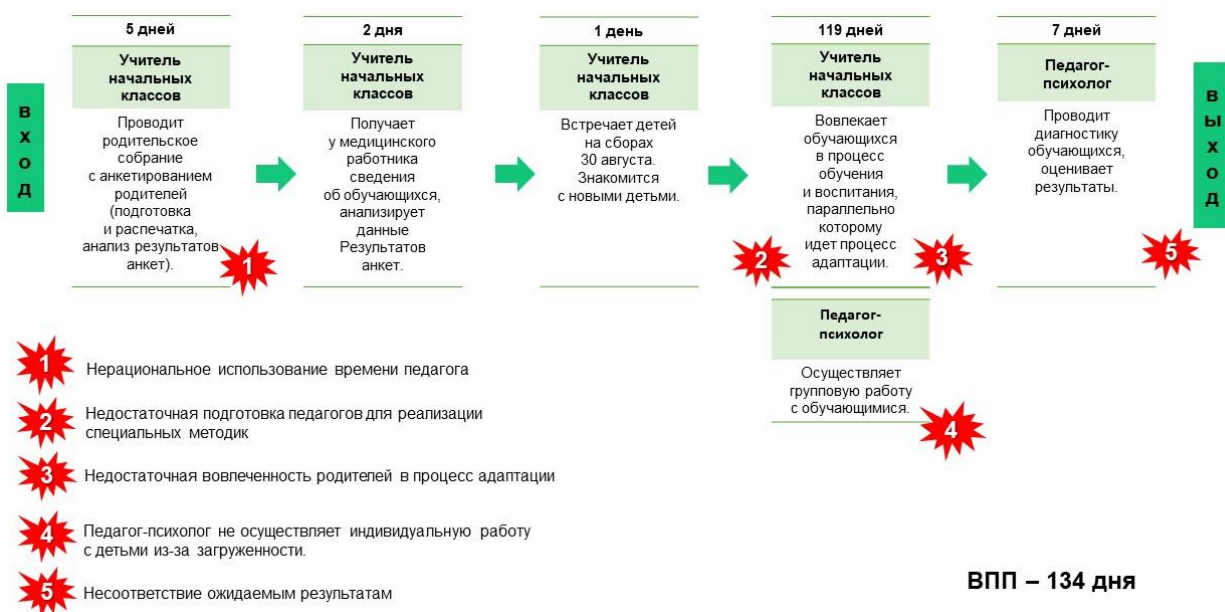 ВХОД
5 дней
Учитель
начальных
классов
Проводит
родительское
собрание
с анкетированием
родителей
(подготовка
и распечатка,
анализ результатов
анкет).
1
2 дня
Учитель
начальных
классов
Получает
у медицинского
работника
сведения
об обучающихся,
анализирует
данные
Результатов
анкет.
1 день
Учитель
начальных
классов
Встречает детей
на сборах
30 августа.
Знакомится
с новыми детьми.
2
119 дней
Учитель
начальных
классов
Вовлекает
обучающихся
в процесс
обучения
и воспитания,
параллельно
которому
идет процесс
адаптации.
3
Педагог-
психолог
Осуществляет
групповую работу
с обучающимися.
4
7 дней
Педагог-
психолог
Проводит
диагностику
обучающихся,
оценивает
результаты.
5
ВЫХОД
1 Нерациональное использование времени педагога
2 Недостаточная подготовка педагогов для реализации
специальных методик
3 Недостаточная вовлеченность родителей в процесс адаптации
4 Педагог-психолог не осуществляет индивидуальную работу
с детьми из-за загруженности.
5 Несоответствие ожидаемым результатам
ВПП – 134 дня